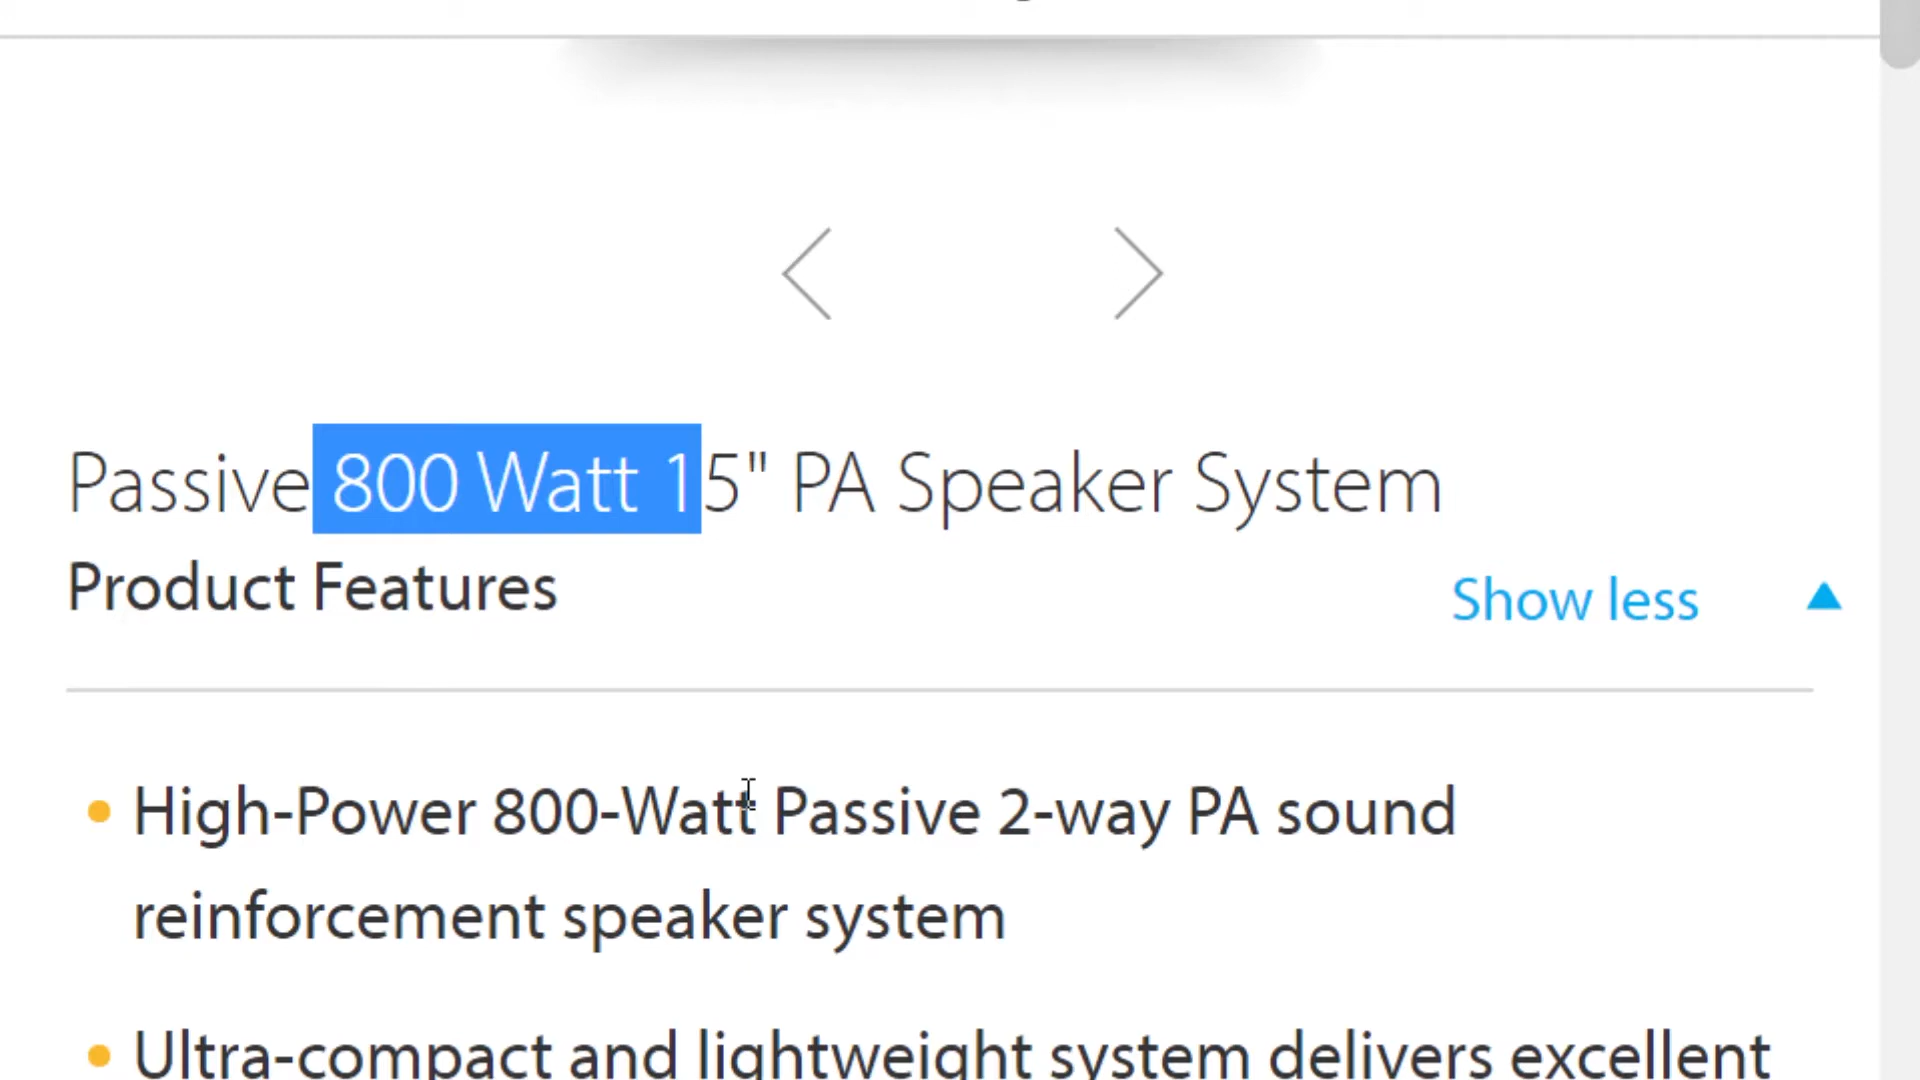 Passive 800 Watt 15" PA Speaker System
Product Features
Show less
High-Power 800-Watt Passive 2-way PA sound
reinforcement speaker system
Ultra-compact and lightweight system delivers excellent